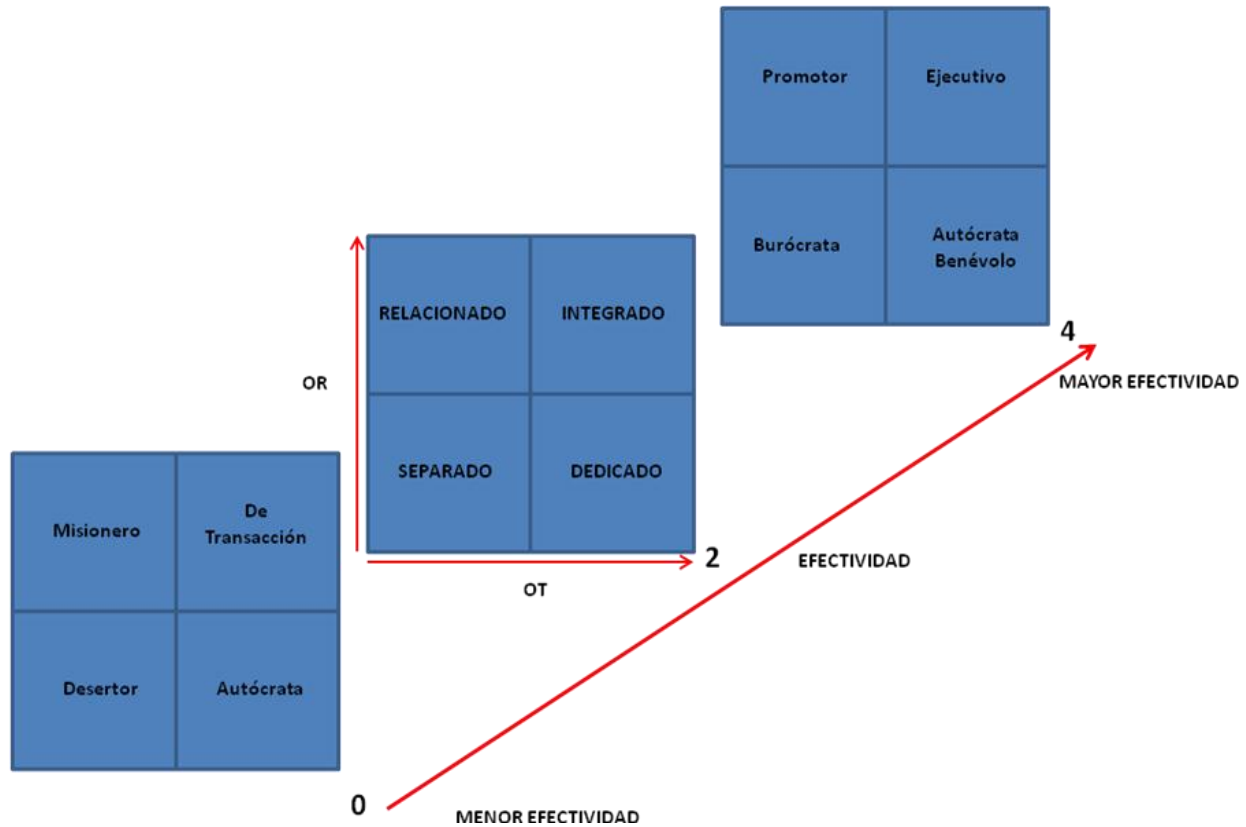 Promotor
Ejecutivo
Burócrata
Autócrata
Benévolo
4
MAYOR EFECTIVIDAD
RELACIONADO
INTEGRADO
OR
SEPARADO
DEDICADO
2
OT
EFECTIVIDAD
Misionero
De
Transacción
Desertor
Autócrata
0
MENOR EFECTIVIDAD